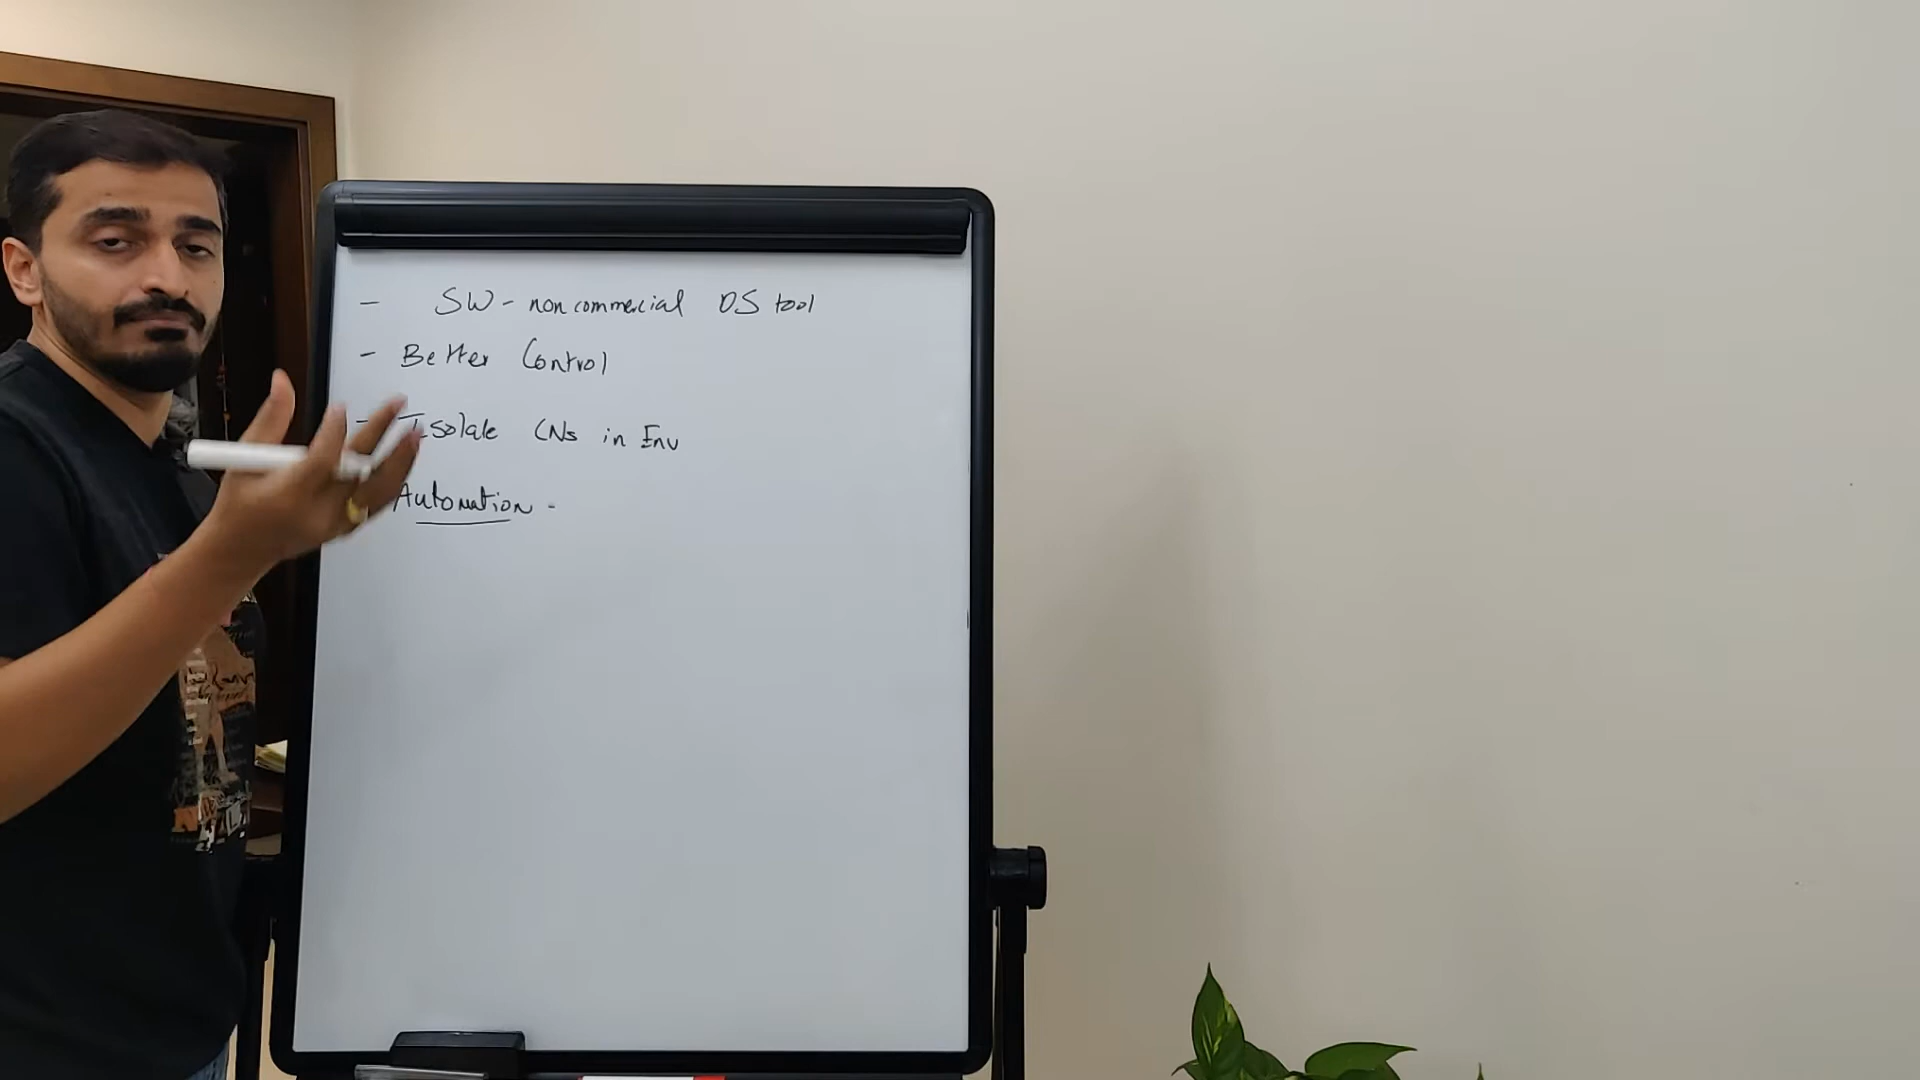 - SW - non commercial OS tool
- Better Control
- Isolate CNs in Env
Automation -